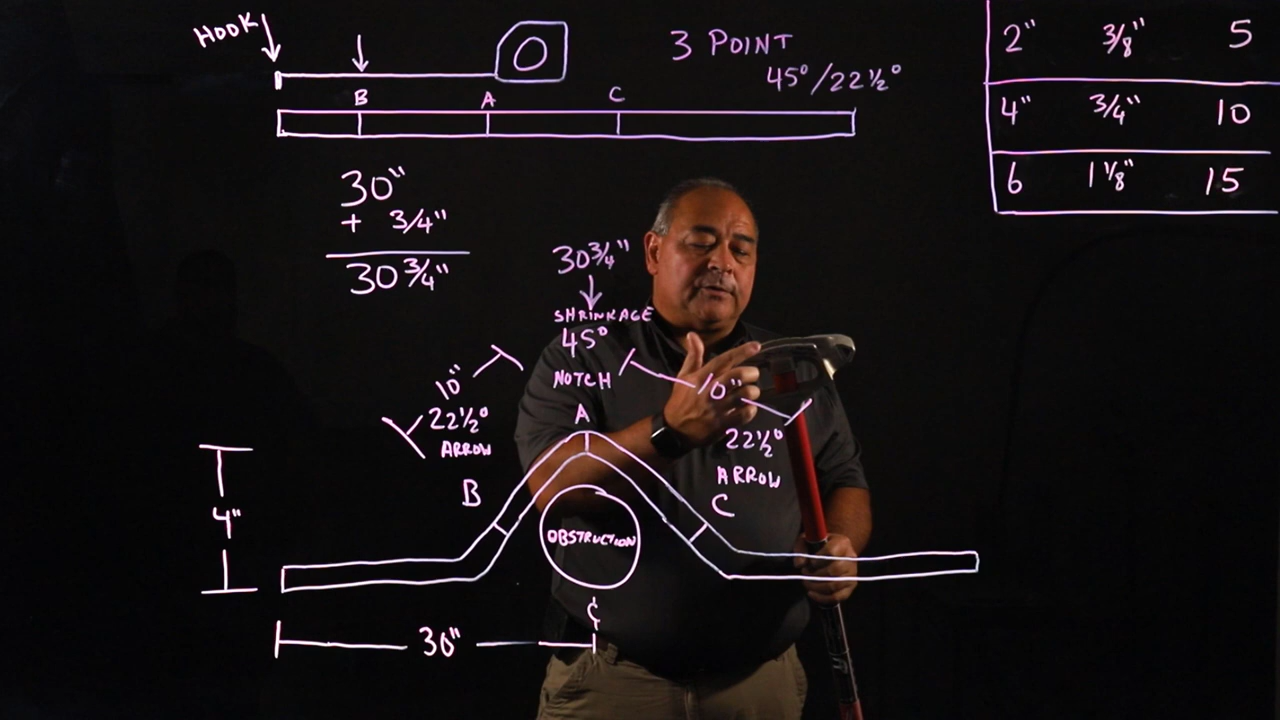 HOOK
3 POINT
45°/22½°
B A C
30"
+ 3/4"
30 3/4"
2" 3/8" 5
4" 3/4" 10
6 1 1/8" 15
30 3/4"
SHRINKAGE
45°
NOTCH
A
10"
22½°
ARROW
B
10"
22½°
ARROW
C
4"
OBSTRUCTION
℄
30"